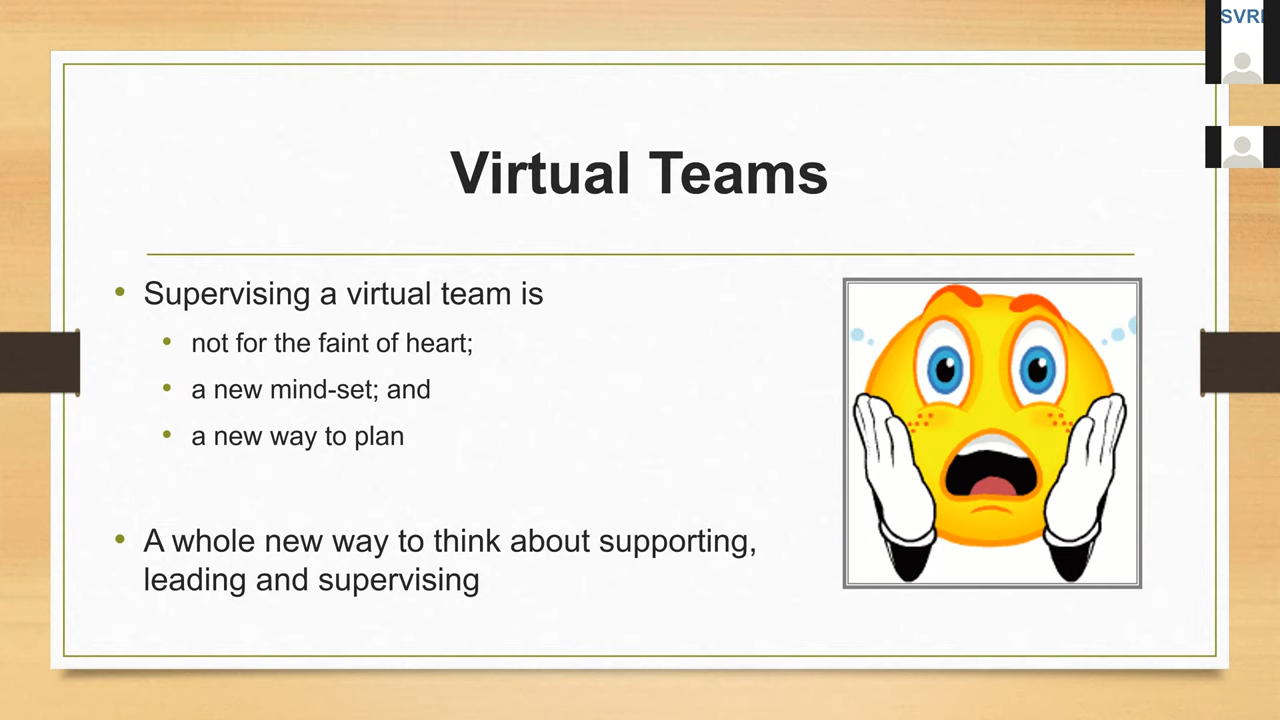 Virtual Teams
• Supervising a virtual team is
• not for the faint of heart;
• a new mind-set; and
• a new way to plan
• A whole new way to think about supporting,
leading and supervising